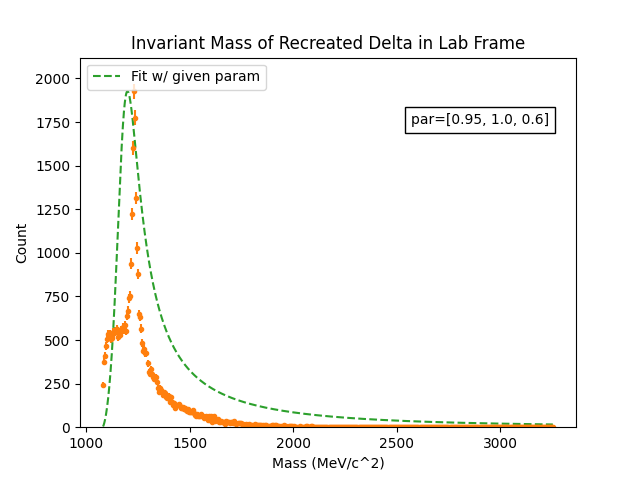 Invariant Mass of Recreated Delta in Lab Frame
Fit w/ given param
par=[0.95, 1.0, 0.6]
Count
2000
1750
1500
1250
1000
750
500
250
0
1000
1500
2000
2500
3000
Mass (MeV/c^2)